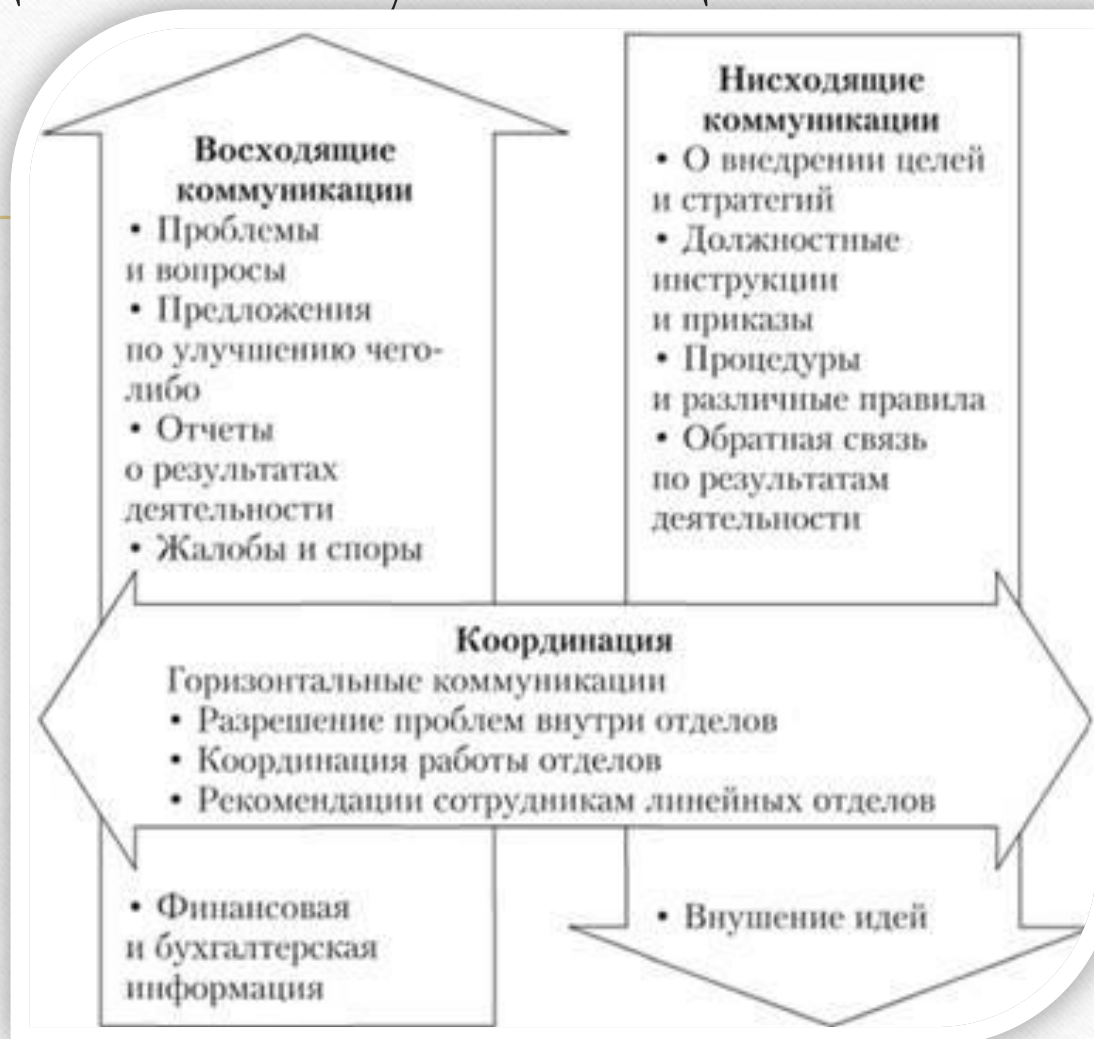 Восходящие
коммуникации
• Проблемы
и вопросы
• Предложения
по улучшению чего-
либо
• Отчеты
о результатах
деятельности
• Жалобы и споры
Нисходящие
коммуникации
• О внедрении целей
и стратегий
• Должностные
инструкции
и приказы
• Процедуры
и различные правила
• Обратная связь
по результатам
деятельности
Координация
Горизонтальные коммуникации
• Разрешение проблем внутри отделов
• Координация работы отделов
• Рекомендации сотрудникам линейных отделов
• Финансовая
и бухгалтерская
информация
• Внушение идей